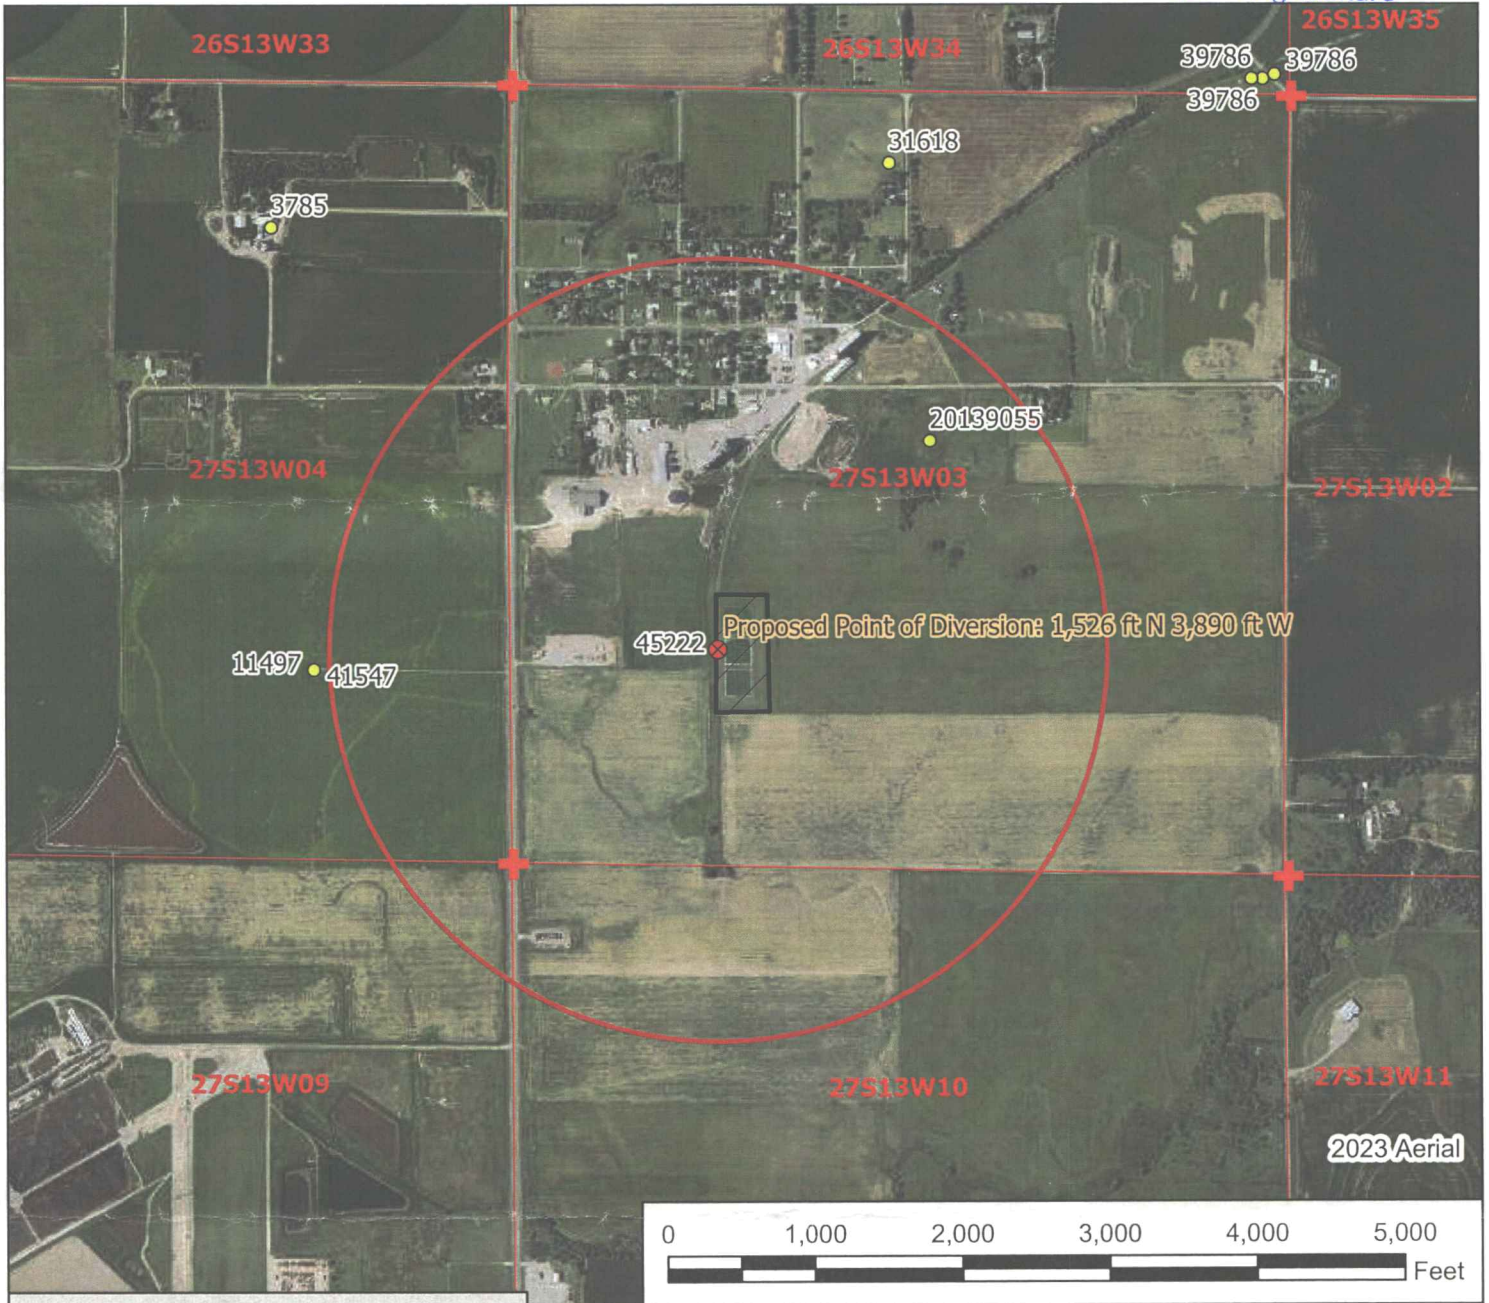 26S13W33
26S13W34
26S13W35
39786
39786
39786
31618
3785
20139055
27S13W04
27S13W03
27S13W02
Proposed Point of Diversion: 1,526 ft N 3,890 ft W
45222
11497
41547
27S13W09
27S13W10
27S13W11
2023 Aerial
0 1,000 2,000 3,000 4,000 5,000
Feet